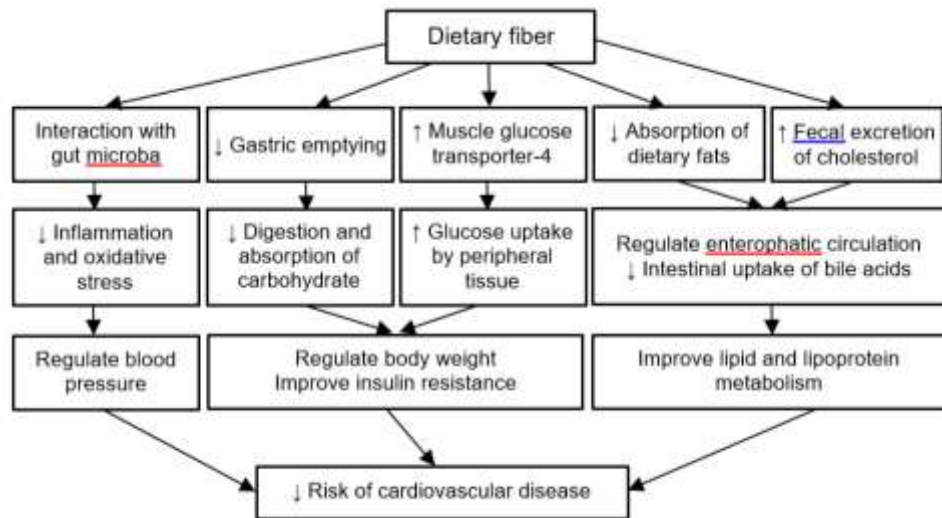 Dietary fiber
Interaction with
gut microba
↓ Gastric emptying
↑ Muscle glucose
transporter-4
↓ Absorption of
dietary fats
↑ Fecal excretion
of cholesterol
↓ Inflammation
and oxidative
stress
↓ Digestion and
absorption of
carbohydrate
↑ Glucose uptake
by peripheral
tissue
Regulate enterophatic circulation
↓ Intestinal uptake of bile acids
Regulate blood
pressure
Regulate body weight
Improve insulin resistance
Improve lipid and lipoprotein
metabolism
↓ Risk of cardiovascular disease